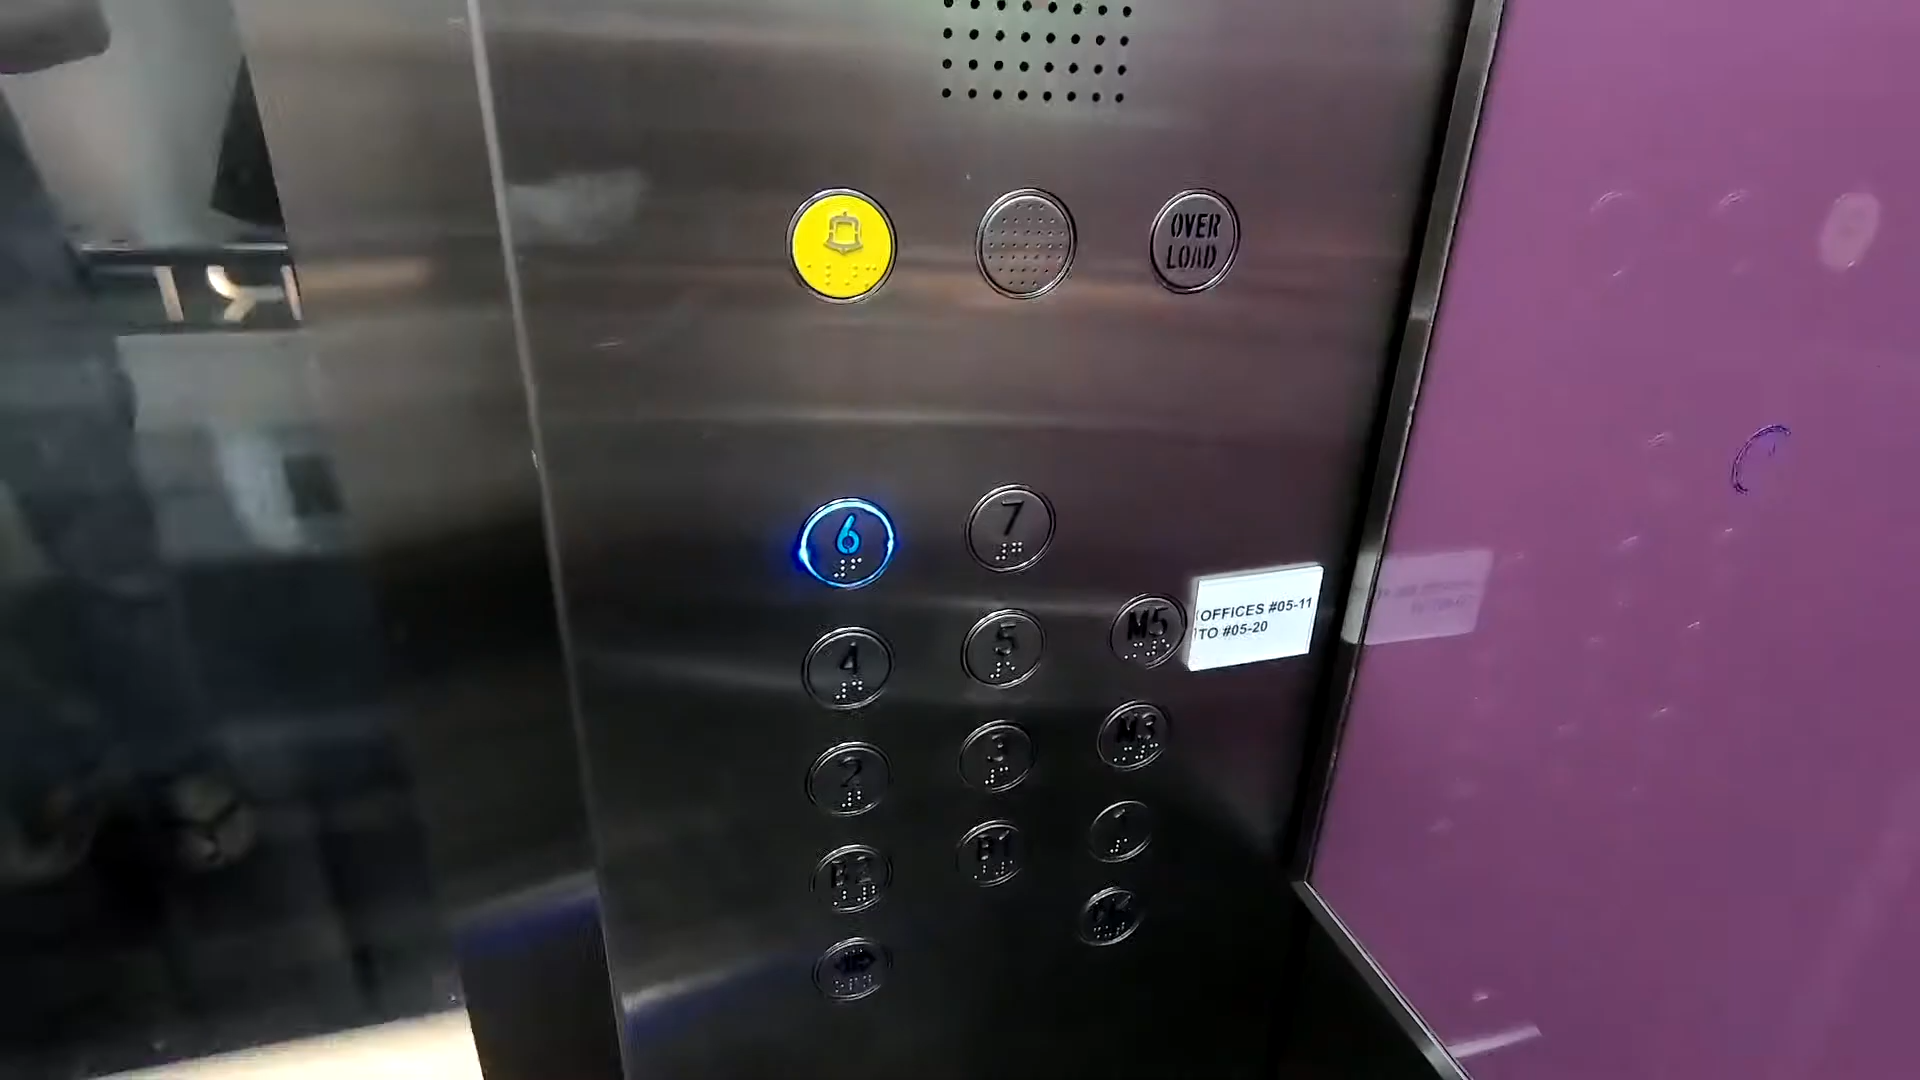 OVER
LOAD
6
7
4
5
M5
OFFICES #05-11
TO #05-20
2
3
M3
B2
B1
1